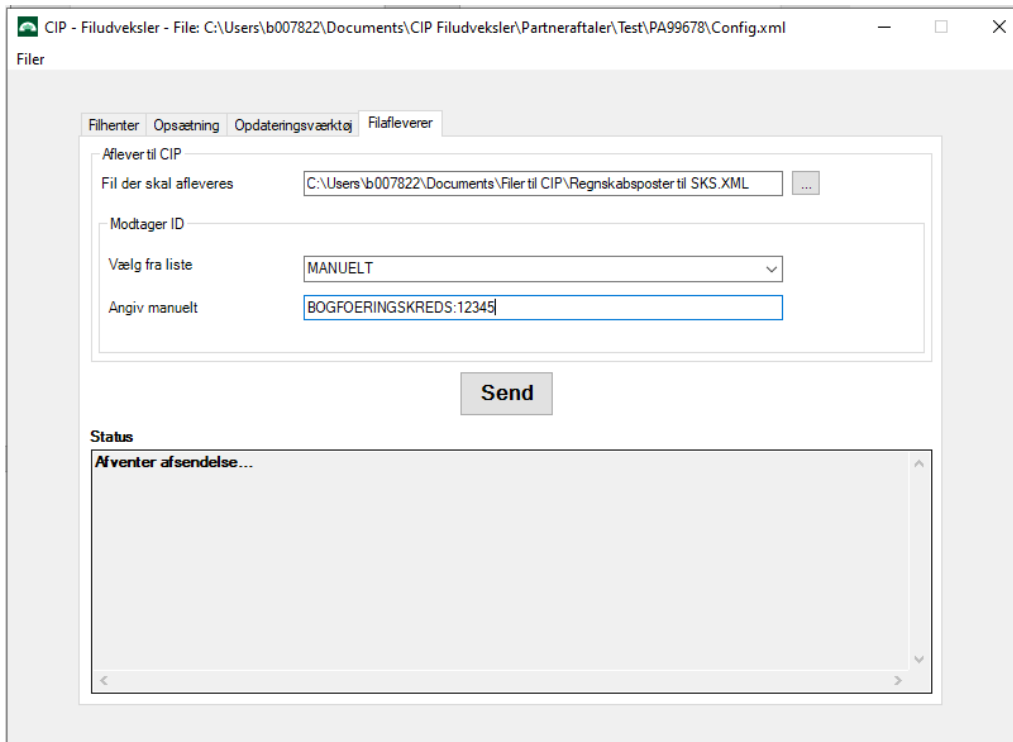 CIP - Filudveksler - File: C:\Users\b007822\Documents\CIP Filudveksler\Partneraftaler\Test\PA99678\Config.xml
Filer
Filhenter Opsætning Opdateringsværktøj Filafleverer
Aflever til CIP
Fil der skal afleveres C:\Users\b007822\Documents\Filer til CIP\Regnskabsposter til SKS.XML ...
Modtager ID
Vælg fra liste MANUELT
Angiv manuelt BOGFOERINGSKREDS:12345
Send
Status
Afventer afsendelse...